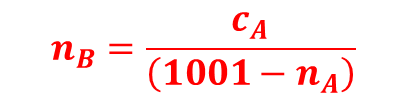 n_B = c_A / (1001 − n_A)